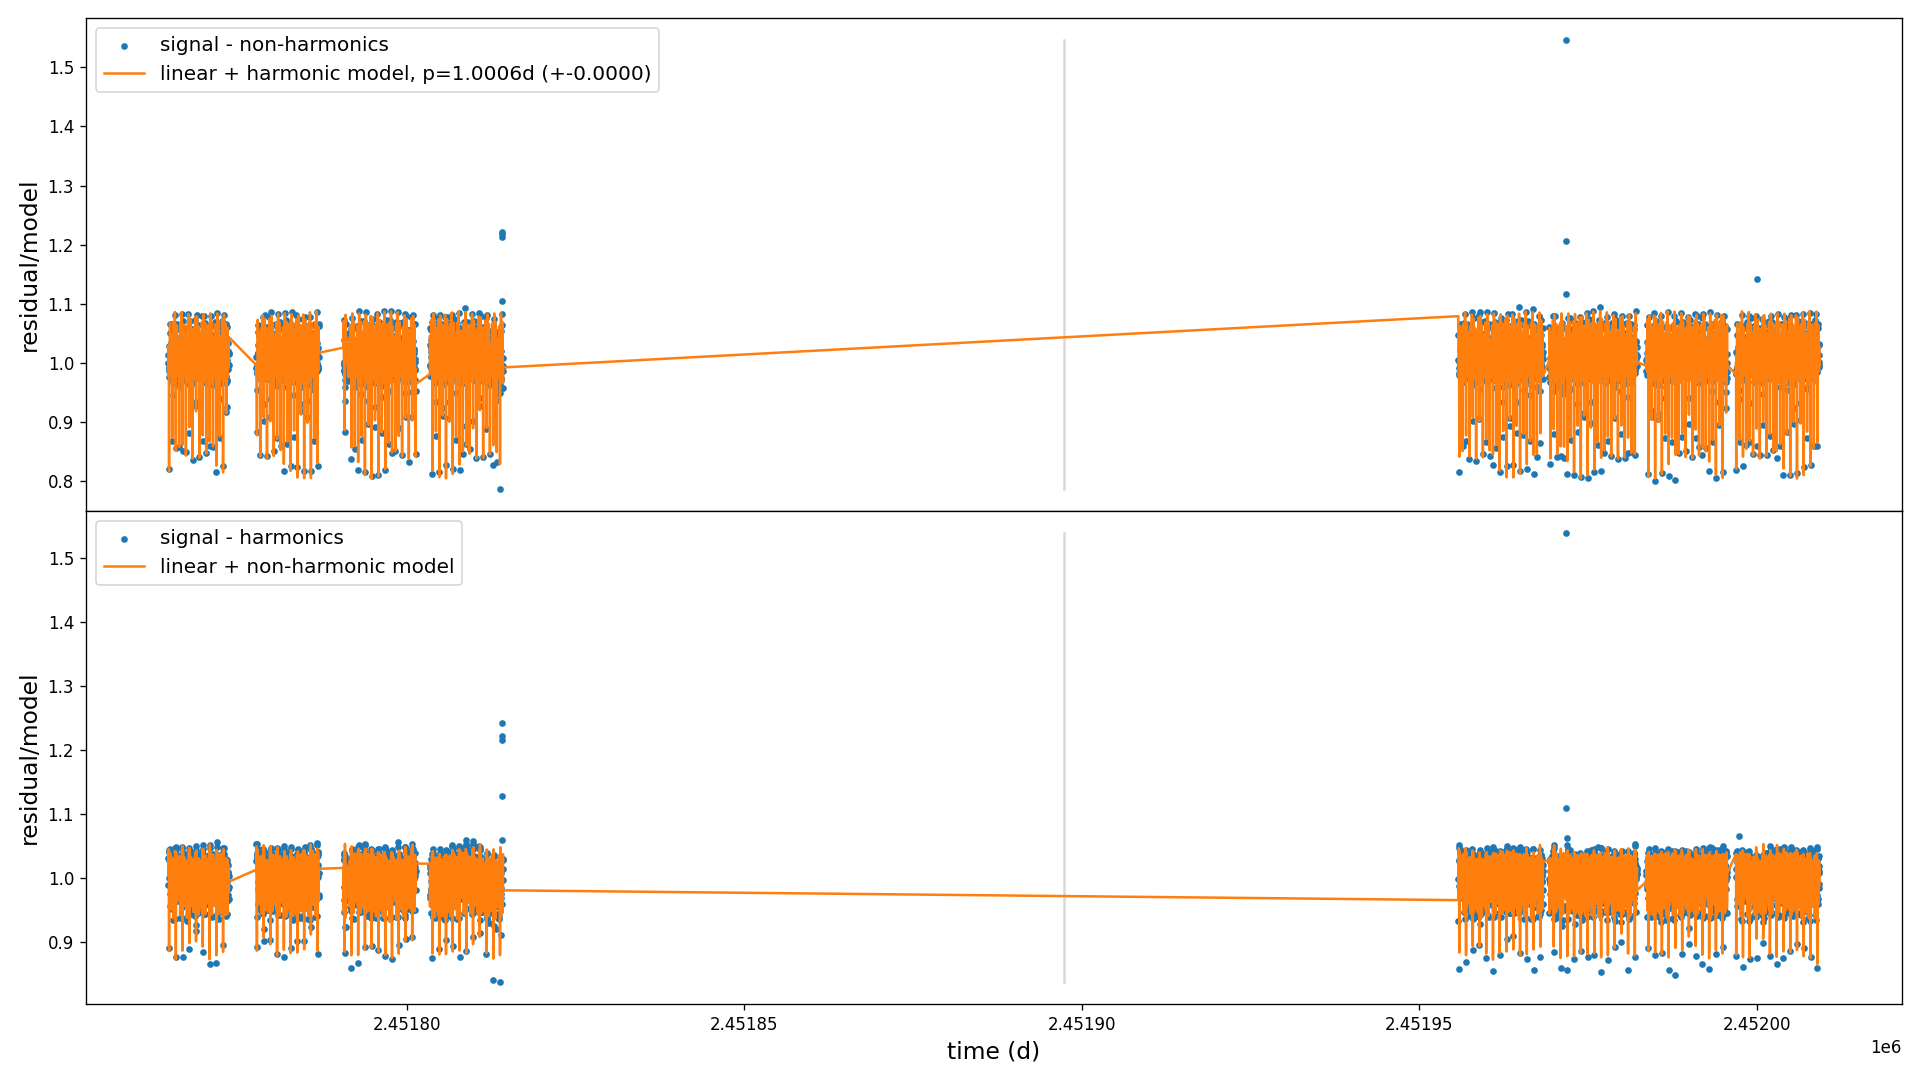 signal - non-harmonics
linear + harmonic model, p=1.0006d (+-0.0000)
1.5
1.4
1.3
1.2
1.1
1.0
0.9
0.8
residual/model
signal - harmonics
linear + non-harmonic model
1.5
1.4
1.3
1.2
1.1
1.0
0.9
residual/model
2.45180
2.45185
2.45190
2.45195
2.45200
1e6
time (d)